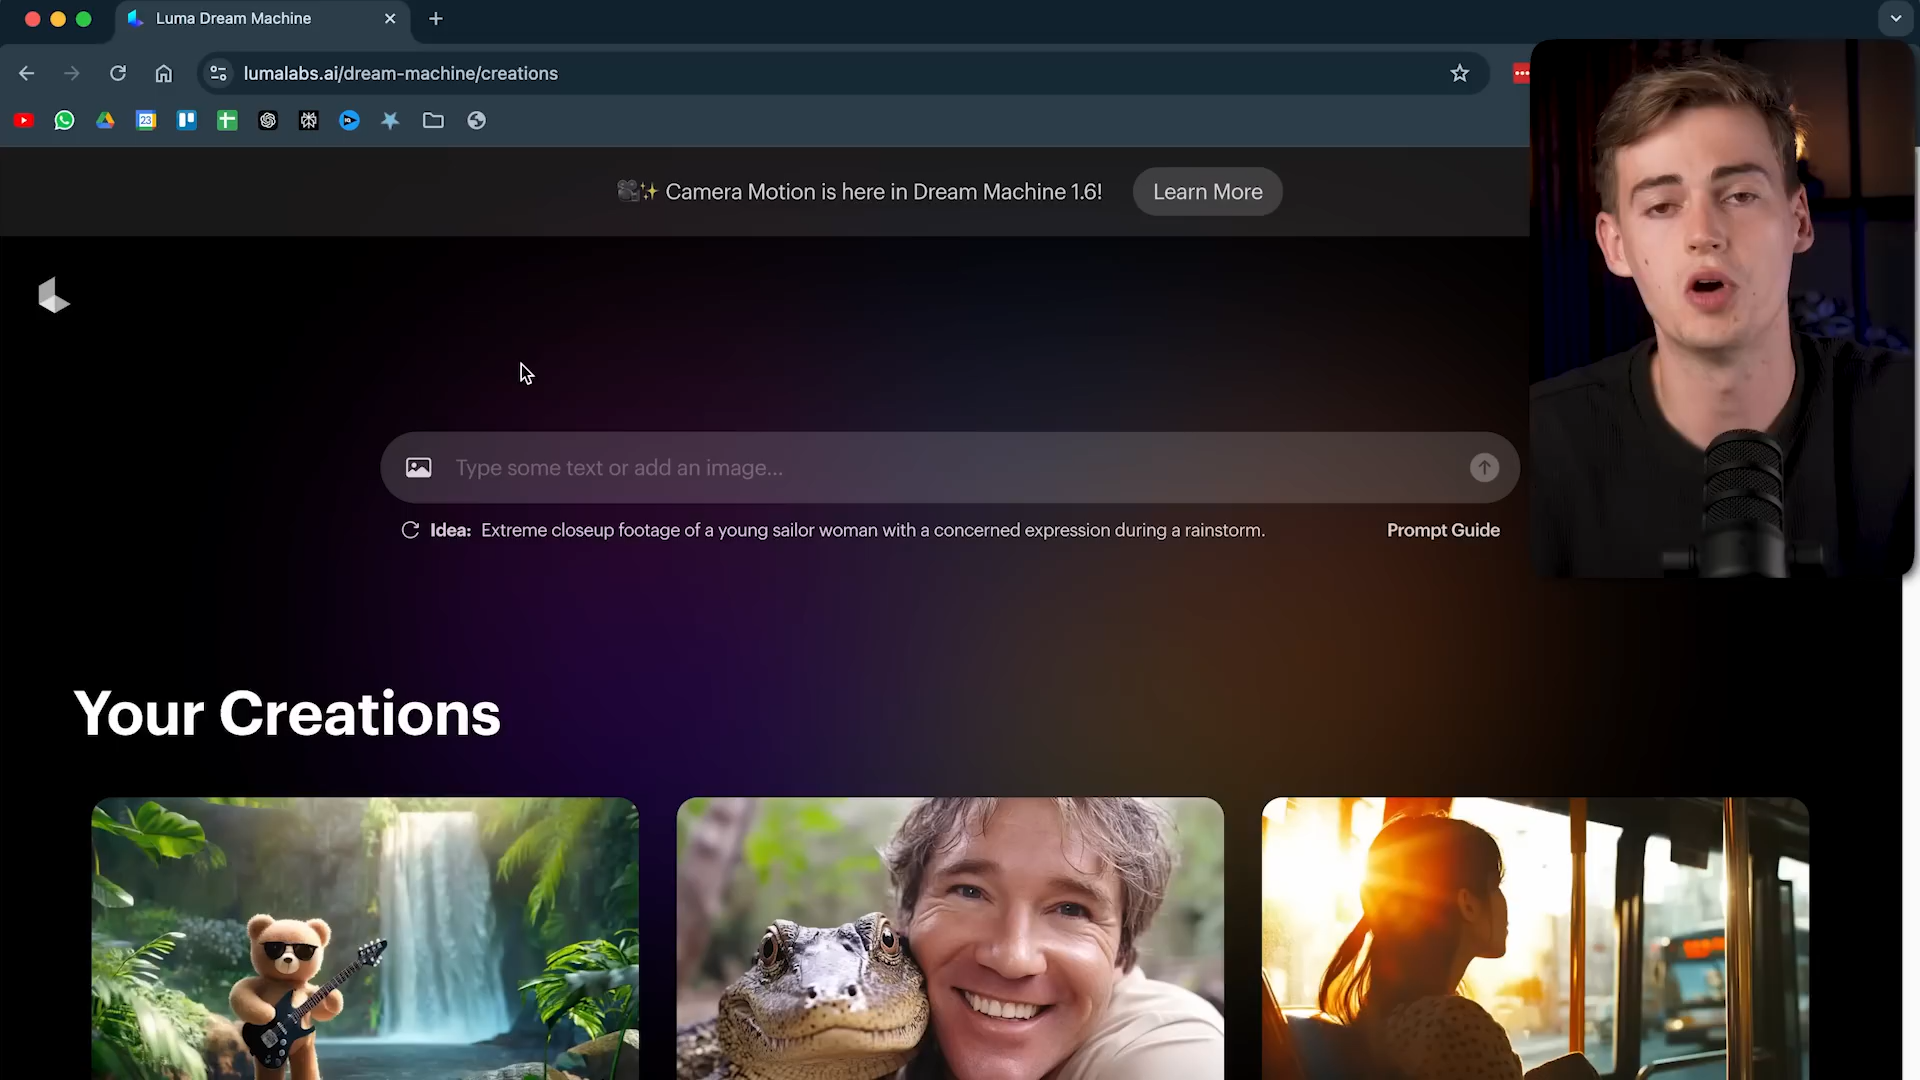 Luma Dream Machine
lumalabs.ai/dream-machine/creations
23
Camera Motion is here in Dream Machine 1.6!
Learn More
Type some text or add an image...
Idea: Extreme closeup footage of a young sailor woman with a concerned expression during a rainstorm.
Prompt Guide
Your Creations